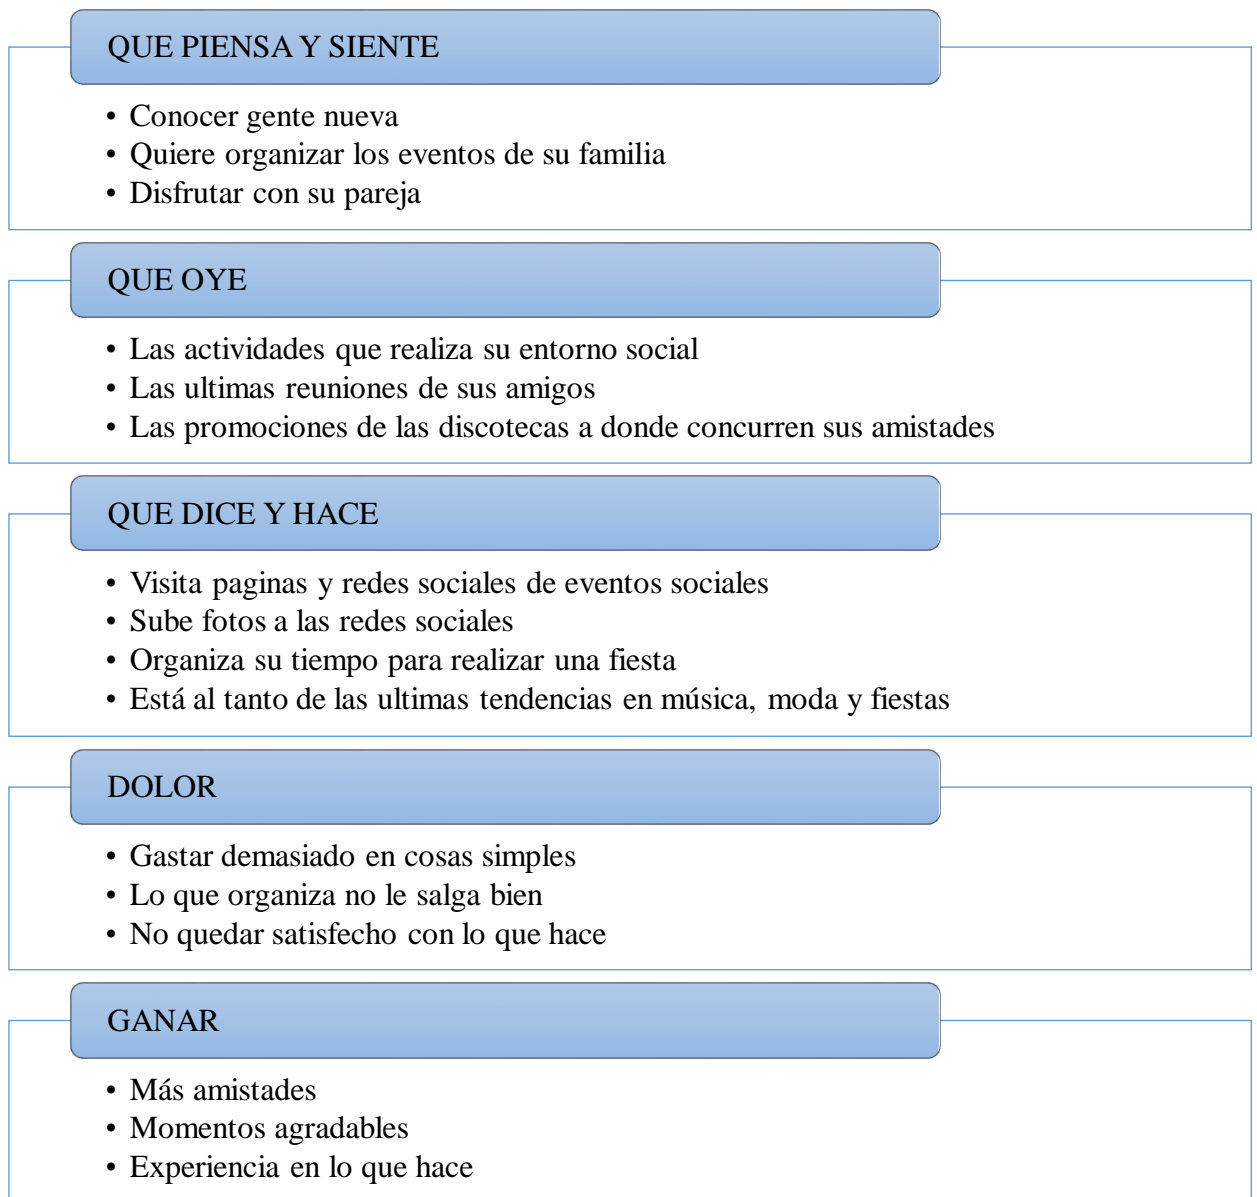 QUE PIENSA Y SIENTE
• Conocer gente nueva
• Quiere organizar los eventos de su familia
• Disfrutar con su pareja
QUE OYE
• Las actividades que realiza su entorno social
• Las ultimas reuniones de sus amigos
• Las promociones de las discotecas a donde concurren sus amistades
QUE DICE Y HACE
• Visita paginas y redes sociales de eventos sociales
• Sube fotos a las redes sociales
• Organiza su tiempo para realizar una fiesta
• Está al tanto de las ultimas tendencias en música, moda y fiestas
DOLOR
• Gastar demasiado en cosas simples
• Lo que organiza no le salga bien
• No quedar satisfecho con lo que hace
GANAR
• Más amistades
• Momentos agradables
• Experiencia en lo que hace